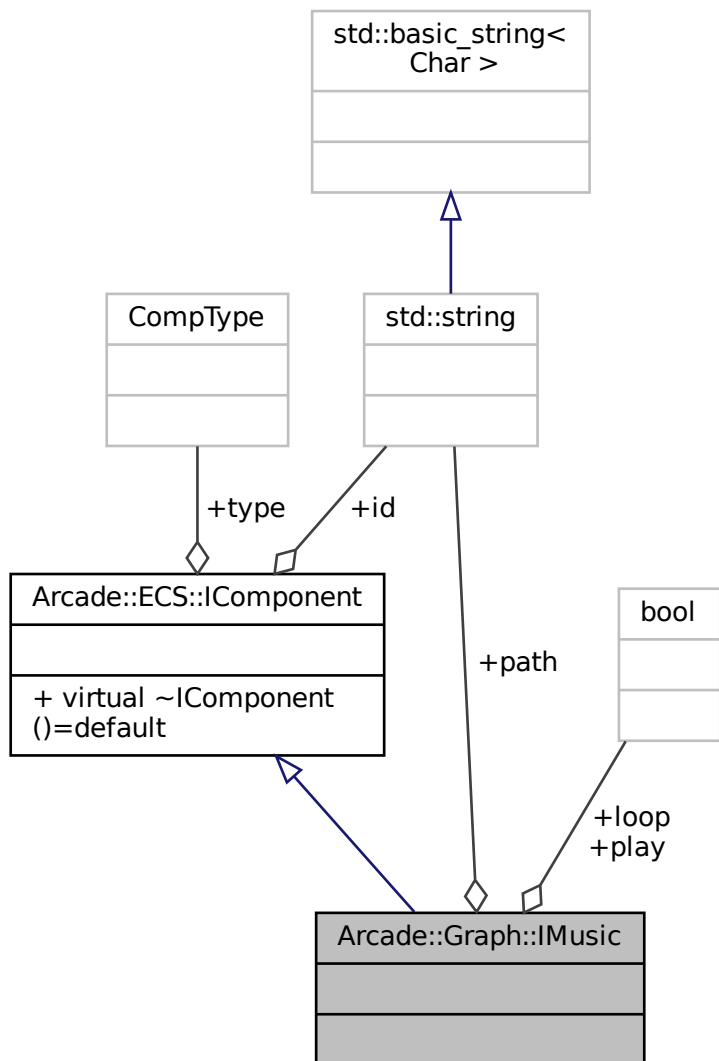 std::basic_string<
Char >
CompType
std::string
+type
+id
Arcade::ECS::IComponent
+ virtual ~IComponent
()=default
bool
+path
+loop
+play
Arcade::Graph::IMusic